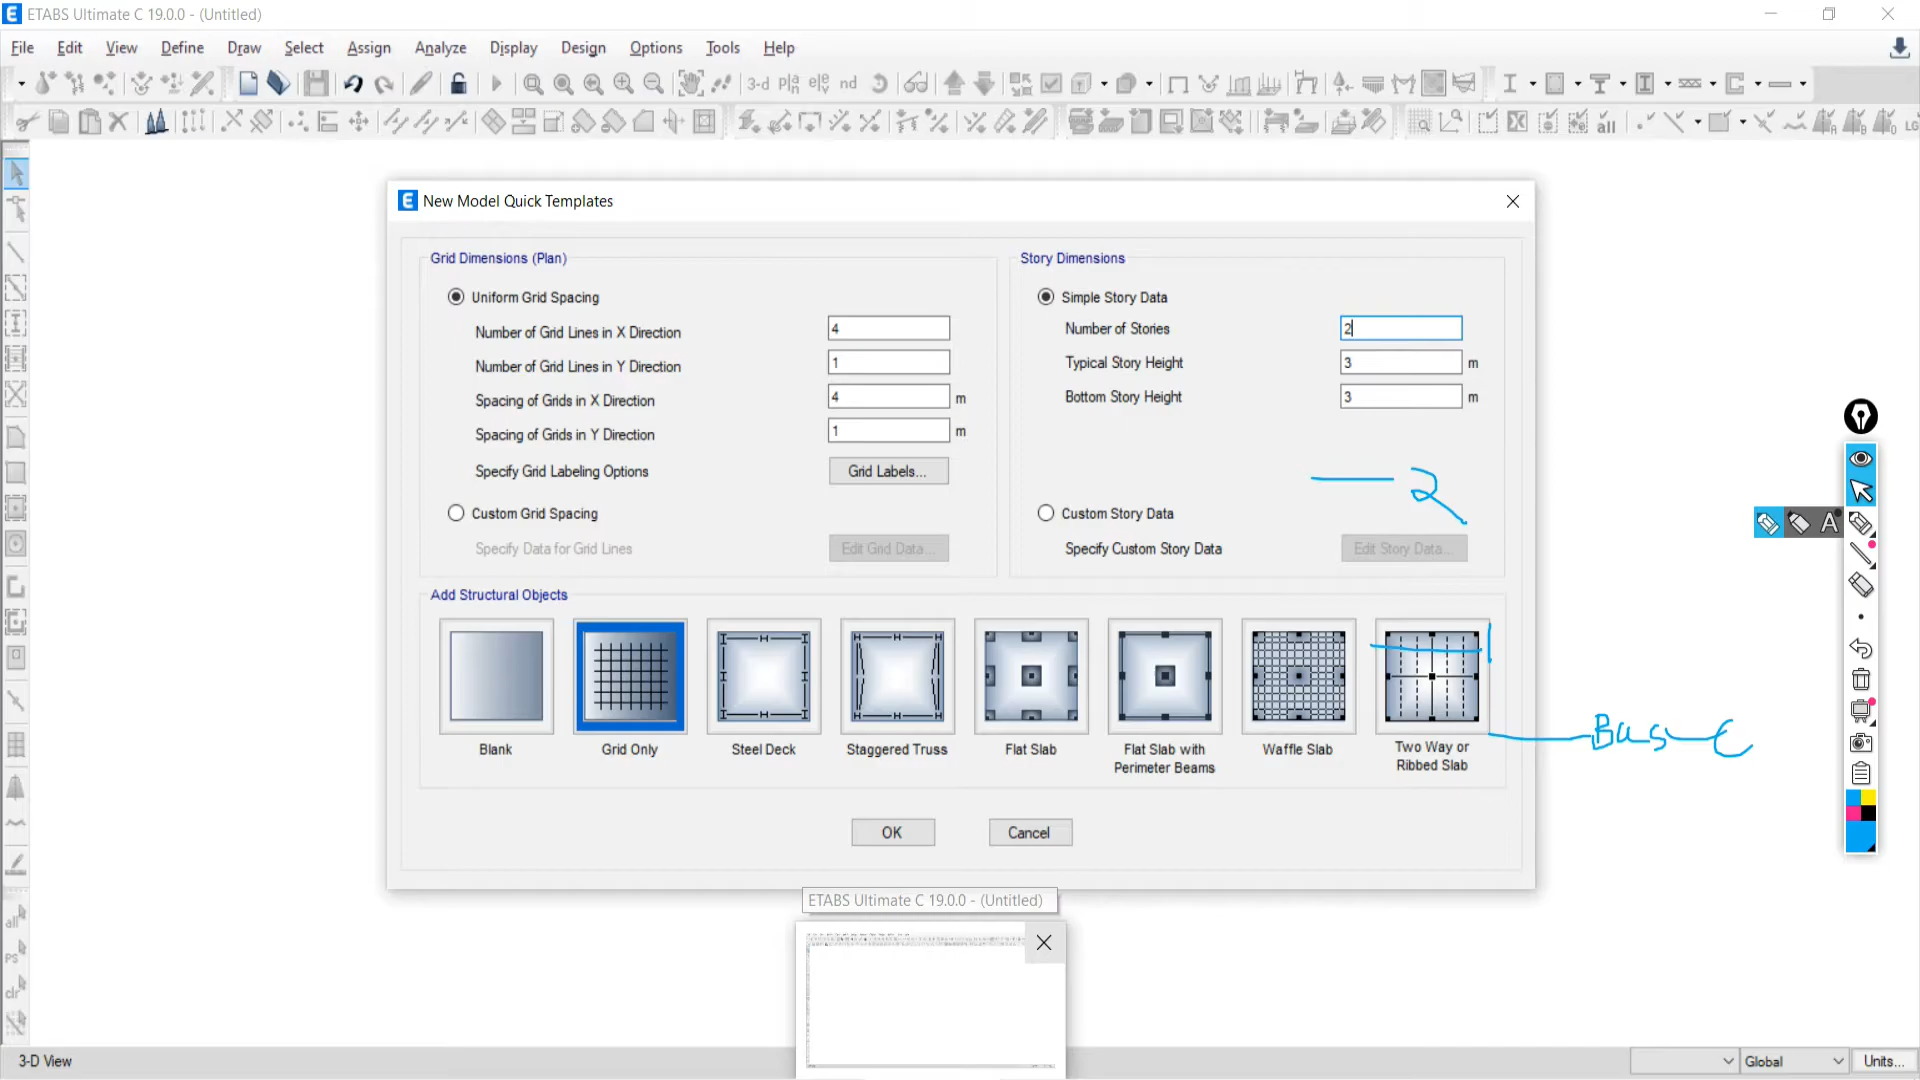 ETABS Ultimate C 19.0.0 - (Untitled)
File Edit View Define Draw Select Assign Analyze Display Design Options Tools Help
3-d nd
all
New Model Quick Templates
Grid Dimensions (Plan)
Uniform Grid Spacing
Number of Grid Lines in X Direction 4
Number of Grid Lines in Y Direction 1
Spacing of Grids in X Direction 4 m
Spacing of Grids in Y Direction 1 m
Specify Grid Labeling Options Grid Labels...
Custom Grid Spacing
Specify Data for Grid Lines Edit Grid Data...
Story Dimensions
Simple Story Data
Number of Stories 2
Typical Story Height 3 m
Bottom Story Height 3 m
2
Custom Story Data
Specify Custom Story Data Edit Story Data...
A
Add Structural Objects
Blank
Grid Only
Steel Deck
Staggered Truss
Flat Slab
Flat Slab with
Perimeter Beams
Waffle Slab
Two Way or
Ribbed Slab
Base
OK Cancel
ETABS Ultimate C 19.0.0 - (Untitled)
all
ps
clr
3-D View Global Units...